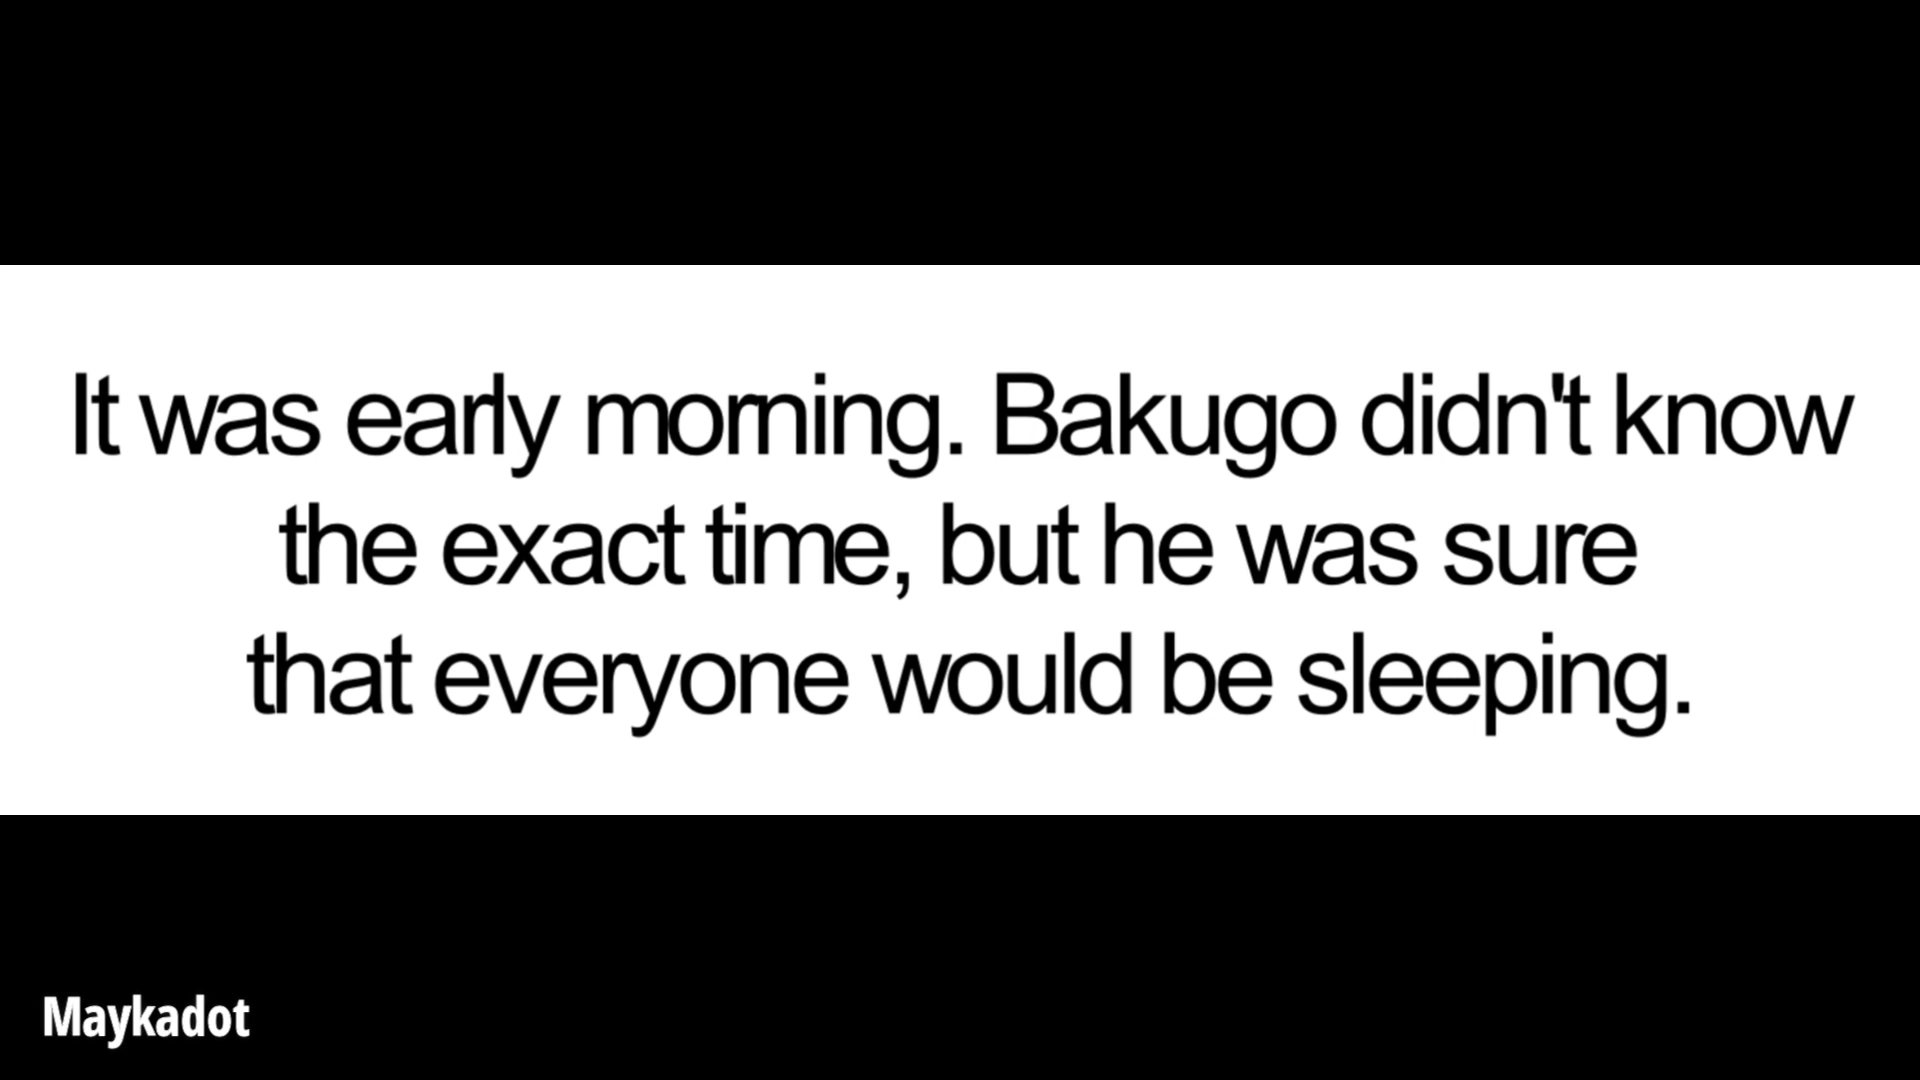 It was early morning. Bakugo didn't know
the exact time, but he was sure
that everyone would be sleeping.
Maykadot